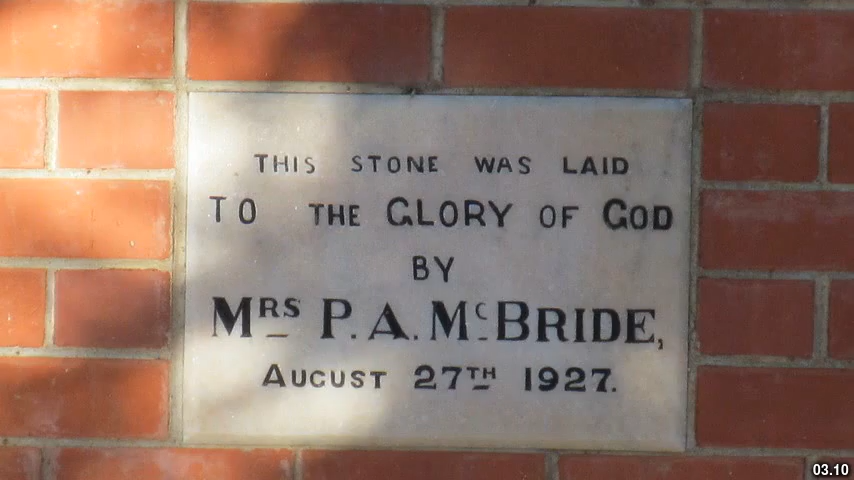 THIS STONE WAS LAID
TO THE GLORY OF GOD
BY
MRS P. A. MCBRIDE,
AUGUST 27TH 1927.
03.10